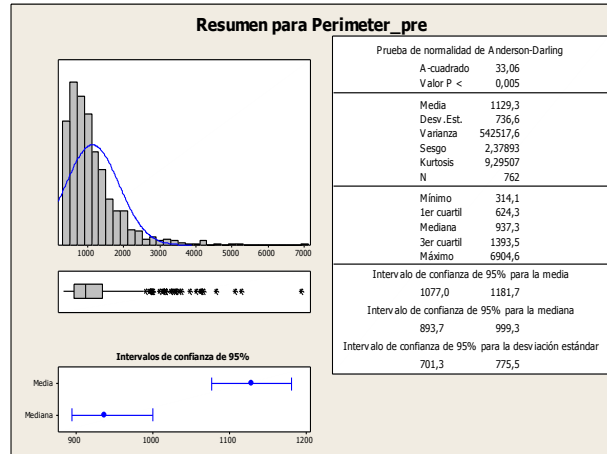 Resumen para Perimeter_pre
1000 2000 3000 4000 5000 6000 7000
Intervalos de confianza de 95%
Media
Mediana
900 1000 1100 1200
Prueba de normalidad de Anderson-Darling
A-cuadrado 33,06
Valor P < 0,005
Media 1129,3
Desv.Est. 736,6
Varianza 542517,6
Sesgo 2,37893
Kurtosis 9,29507
N 762
Mínimo 314,1
1er cuartil 624,3
Mediana 937,3
3er cuartil 1393,5
Máximo 6904,6
Intervalo de confianza de 95% para la media
1077,0 1181,7
Intervalo de confianza de 95% para la mediana
893,7 999,3
Intervalo de confianza de 95% para la desviación estándar
701,3 775,5